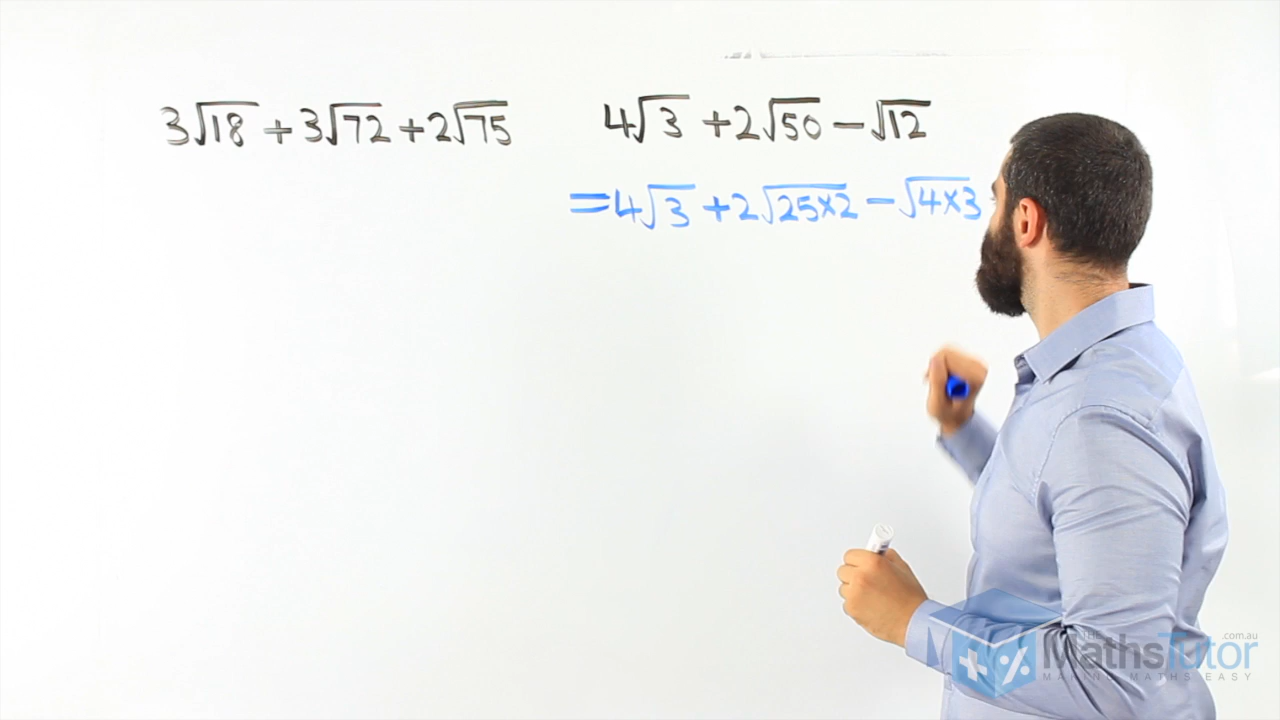 3√18 + 3√72 + 2√75
4√3 + 2√50 - √12
= 4√3 + 2√25×2 - √4×3
THE MathsTutor .com.au
MAKING MATHS EASY